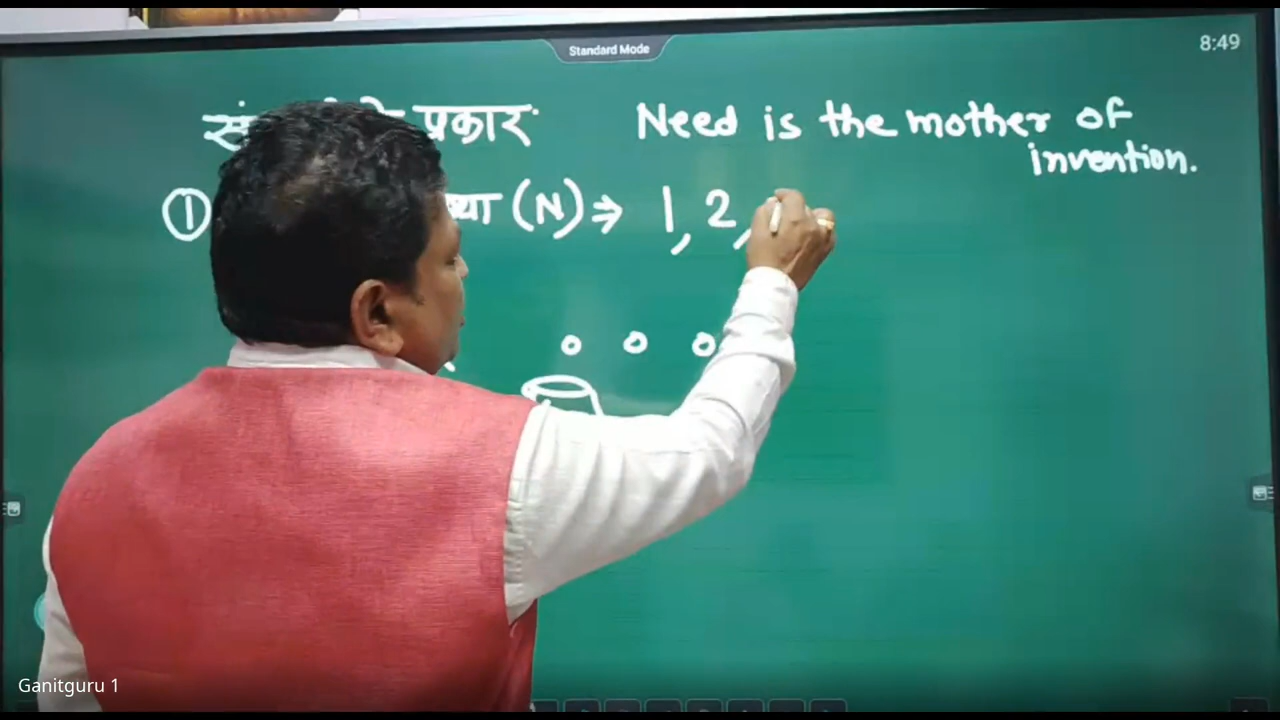 Standard Mode
8:49
प्रकार
Need is the mother of
invention.
① (N) ⇒ 1, 2,
Ganitguru 1